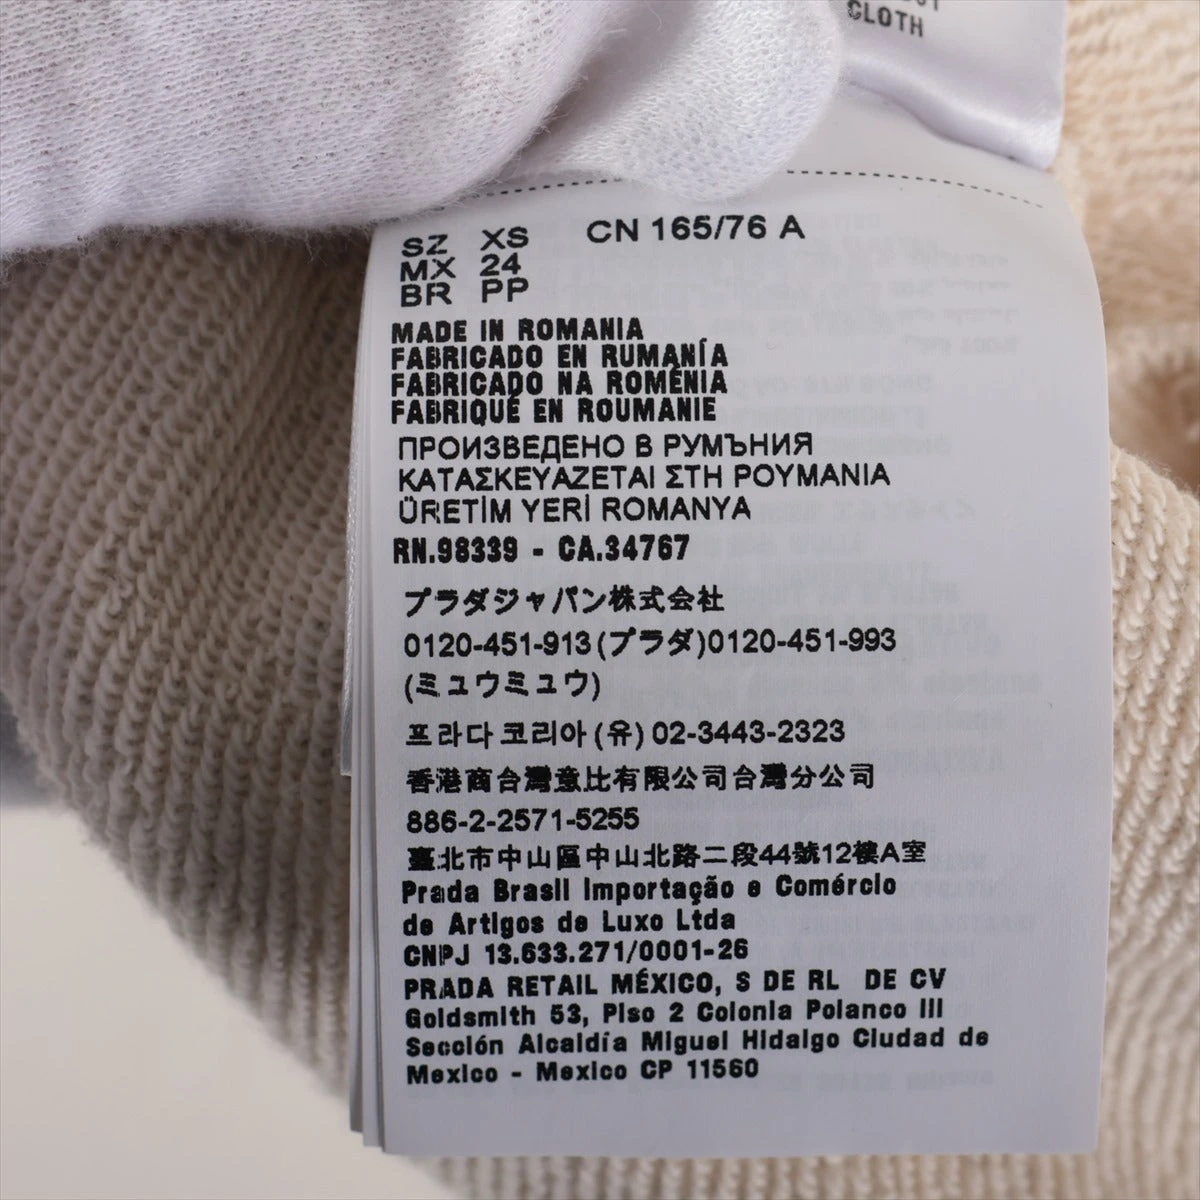 CLOTH
SZ XS CN 165/76 A
MX 24
BR PP
MADE IN ROMANIA
FABRICADO EN RUMANÍA
FABRICADO NA ROMÊNIA
FABRIQUÉ EN ROUMANIE
ПРОИЗВЕДЕНО В РУМЪНИЯ
ΚΑΤΑΣΚΕΥΑΖΕΤΑΙ ΣΤΗ ΡΟΥΜΑΝΙΑ
ÜRETİM YERİ ROMANYA
RN.98339 - CA.34767
プラダジャパン株式会社
0120-451-913(プラダ)0120-451-993
(ミュウミュウ)
프라다 코리아 (유) 02-3443-2323
香港商台灣意比有限公司台灣分公司
886-2-2571-5255
臺北市中山區中山北路二段44號12樓A室
Prada Brasil Importação e Comércio
de Artigos de Luxo Ltda
CNPJ 13.633.271/0001-26
PRADA RETAIL MÉXICO, S DE RL DE CV
Goldsmith 53, Piso 2 Colonia Polanco III
Sección Alcaldía Miguel Hidalgo Ciudad de
Mexico - Mexico CP 11560